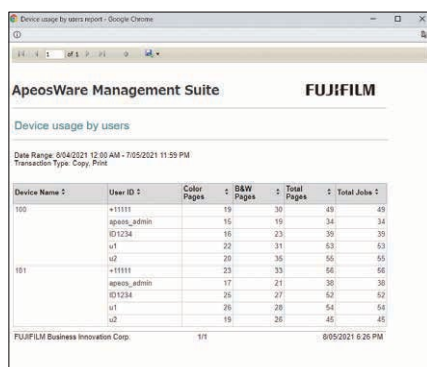 Device usage by users report - Google Chrome
1 of 1
ApeosWare Management Suite FUJIFILM
Device usage by users
Date Range: 8/04/2021 12:00 AM - 7/05/2021 11:59 PM
Transaction Type: Copy, Print
Device Name User ID Color Pages B&W Pages Total Pages Total Jobs
100 +11111 19 30 49 49
apeos_admin 15 19 34 34
ID1234 16 23 39 39
u1 22 31 53 53
u2 20 35 55 55
101 +11111 23 33 56 56
apeos_admin 17 21 38 38
ID1234 25 27 52 52
u1 26 28 54 54
u2 19 26 45 45
FUJIFILM Business Innovation Corp. 1/1 8/05/2021 6:26 PM